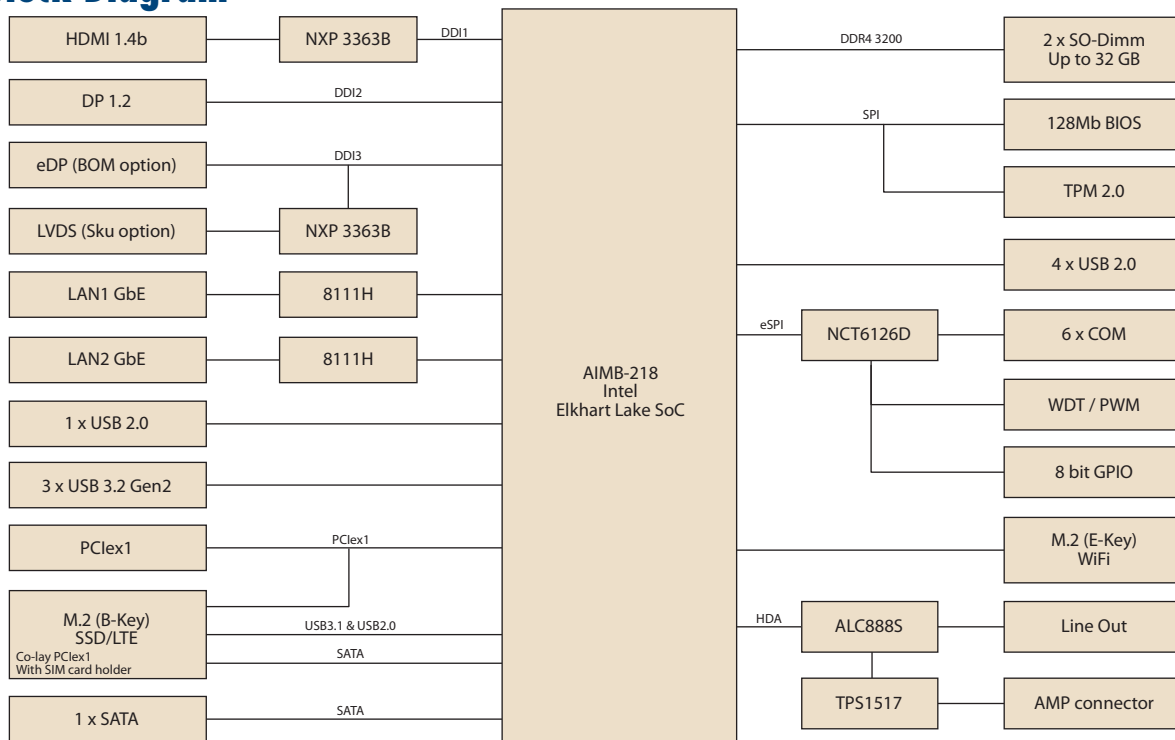 HDMI 1.4b
NXP 3363B
DDI1
DP 1.2
DDI2
eDP (BOM option)
DDI3
LVDS (Sku option)
NXP 3363B
LAN1 GbE
8111H
LAN2 GbE
8111H
1 x USB 2.0
3 x USB 3.2 Gen2
PCIex1
PCIex1
M.2 (B-Key)
SSD/LTE
Co-lay PCIex1
With SIM card holder
USB3.1 & USB2.0
SATA
1 x SATA
SATA
AIMB-218
Intel
Elkhart Lake SoC
DDR4 3200
2 x SO-Dimm
Up to 32 GB
SPI
128Mb BIOS
TPM 2.0
4 x USB 2.0
eSPI
NCT6126D
6 x COM
WDT / PWM
8 bit GPIO
M.2 (E-Key)
WiFi
HDA
ALC888S
Line Out
TPS1517
AMP connector